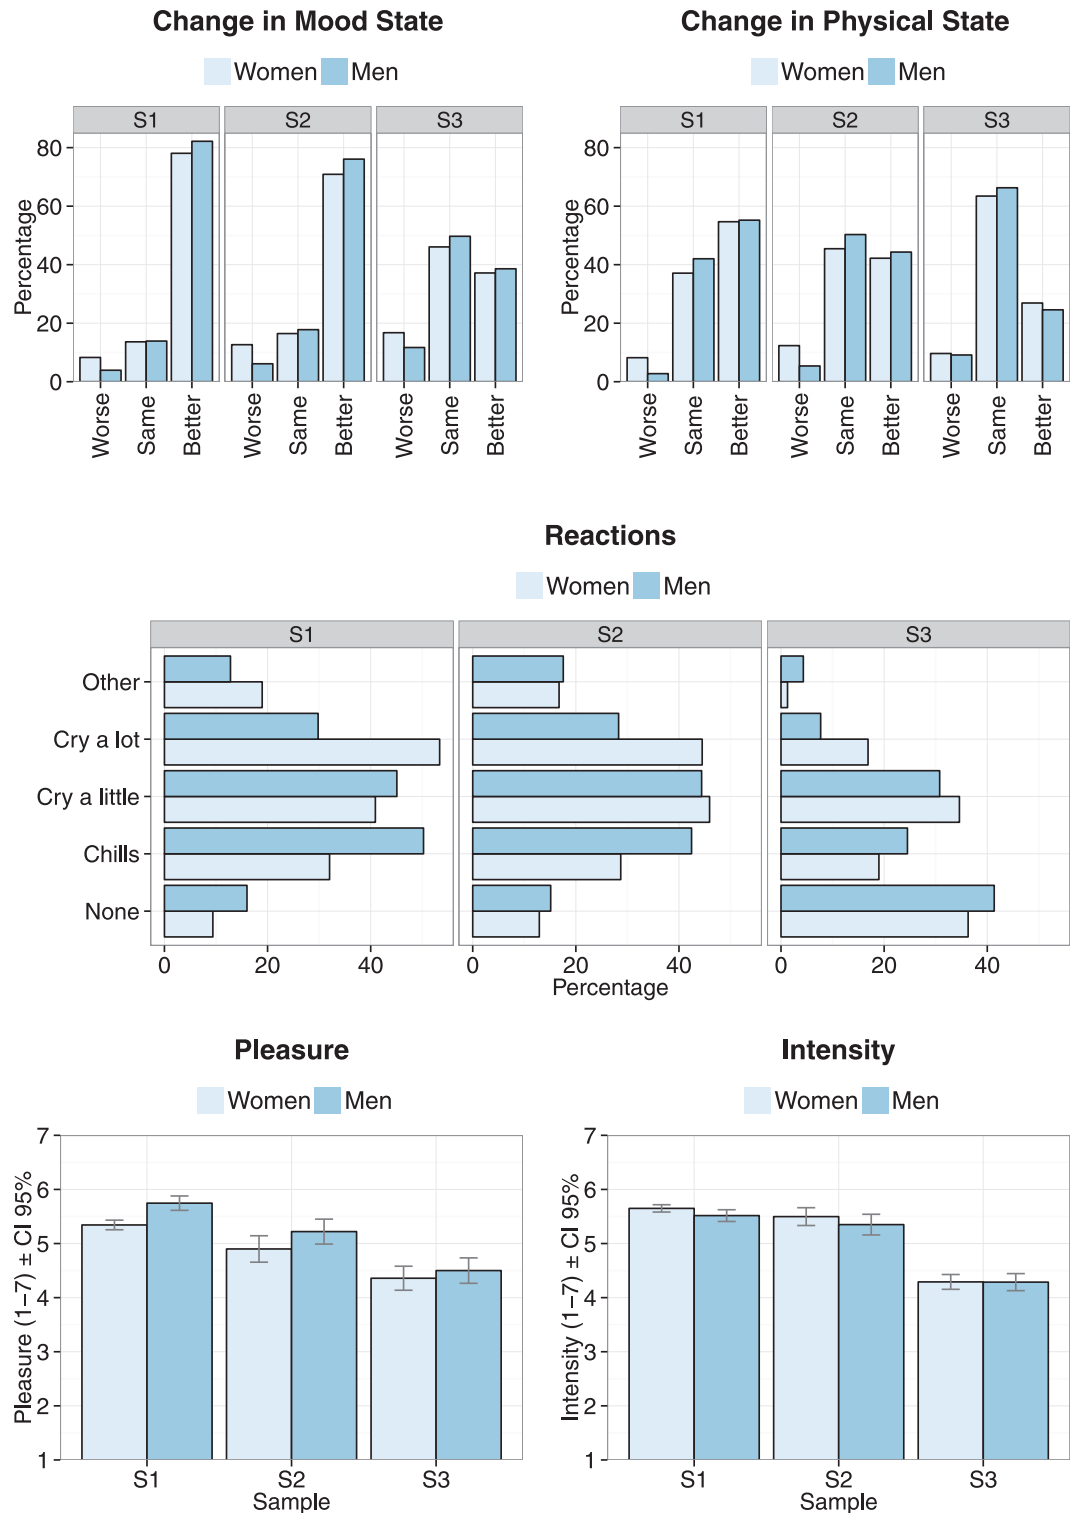 Change in Mood State
Women Men
S1 S2 S3
Percentage
80
60
40
20
0
Worse Same Better Worse Same Better Worse Same Better
Change in Physical State
Women Men
S1 S2 S3
Percentage
80
60
40
20
0
Worse Same Better Worse Same Better Worse Same Better
Reactions
Women Men
S1 S2 S3
Other
Cry a lot
Cry a little
Chills
None
0 20 40 0 20 40 0 20 40
Percentage
Pleasure
Women Men
Pleasure (1–7) ± CI 95%
7
6
5
4
3
2
1
S1 S2 S3
Sample
Intensity
Women Men
Intensity (1–7) ± CI 95%
7
6
5
4
3
2
1
S1 S2 S3
Sample